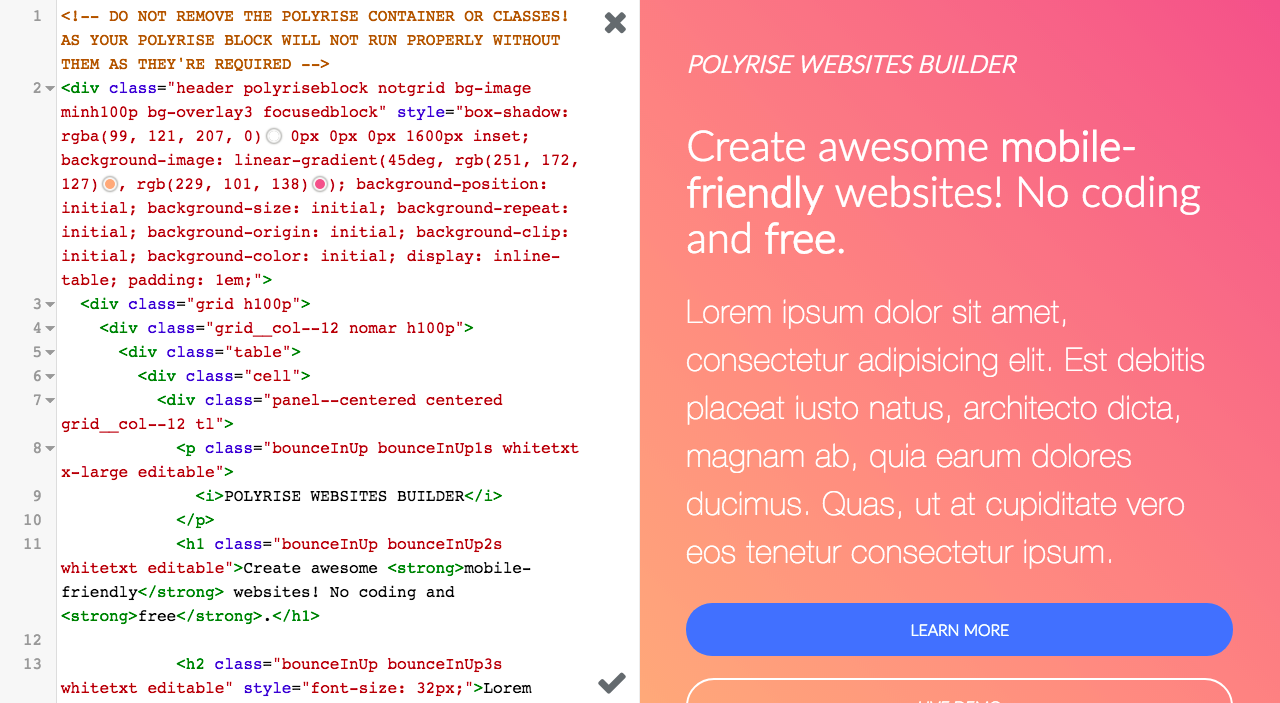 1 <!-- DO NOT REMOVE THE POLYRISE CONTAINER OR CLASSES!
AS YOUR POLYRISE BLOCK WILL NOT RUN PROPERLY WITHOUT
THEM AS THEY'RE REQUIRED -->
2 <div class="header polyriseblock notgrid bg-image
minh100p bg-overlay3 focusedblock" style="box-shadow:
rgba(99, 121, 207, 0) 0px 0px 0px 1600px inset;
background-image: linear-gradient(45deg, rgb(251, 172,
127), rgb(229, 101, 138)); background-position:
initial; background-size: initial; background-repeat:
initial; background-origin: initial; background-clip:
initial; background-color: initial; display: inline-
table; padding: 1em;">
3 <div class="grid h100p">
4 <div class="grid__col--12 nomar h100p">
5 <div class="table">
6 <div class="cell">
7 <div class="panel--centered centered
grid__col--12 tl">
8 <p class="bounceInUp bounceInUp1s whitetxt
x-large editable">
9 <i>POLYRISE WEBSITES BUILDER</i>
10 </p>
11 <h1 class="bounceInUp bounceInUp2s
whitetxt editable">Create awesome <strong>mobile-
friendly</strong> websites! No coding and
<strong>free</strong>.</h1>
12
13 <h2 class="bounceInUp bounceInUp3s
whitetxt editable" style="font-size: 32px;">Lorem
POLYRISE WEBSITES BUILDER
Create awesome mobile-
friendly websites! No coding
and free.
Lorem ipsum dolor sit amet,
consectetur adipisicing elit. Est debitis
placeat iusto natus, architecto dicta,
magnam ab, quia earum dolores
ducimus. Quas, ut at cupiditate vero
eos tenetur consectetur ipsum.
LEARN MORE
LIVE DEMO